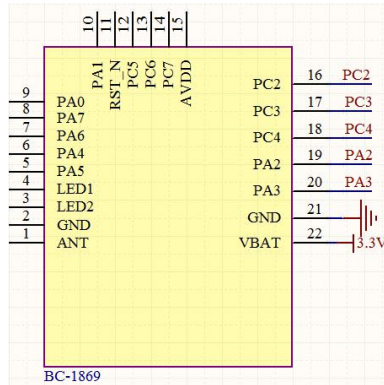 10 11 12 13 14 15
PA1 RST_N PC5 PC6 PC7 AVDD
9 PA0
8 PA7
7 PA6
6 PA4
5 PA5
4 LED1
3 LED2
2 GND
1 ANT
PC2 16 PC2
PC3 17 PC3
PC4 18 PC4
PA2 19 PA2
PA3 20 PA3
GND 21
VBAT 22 3.3V
BC-1869